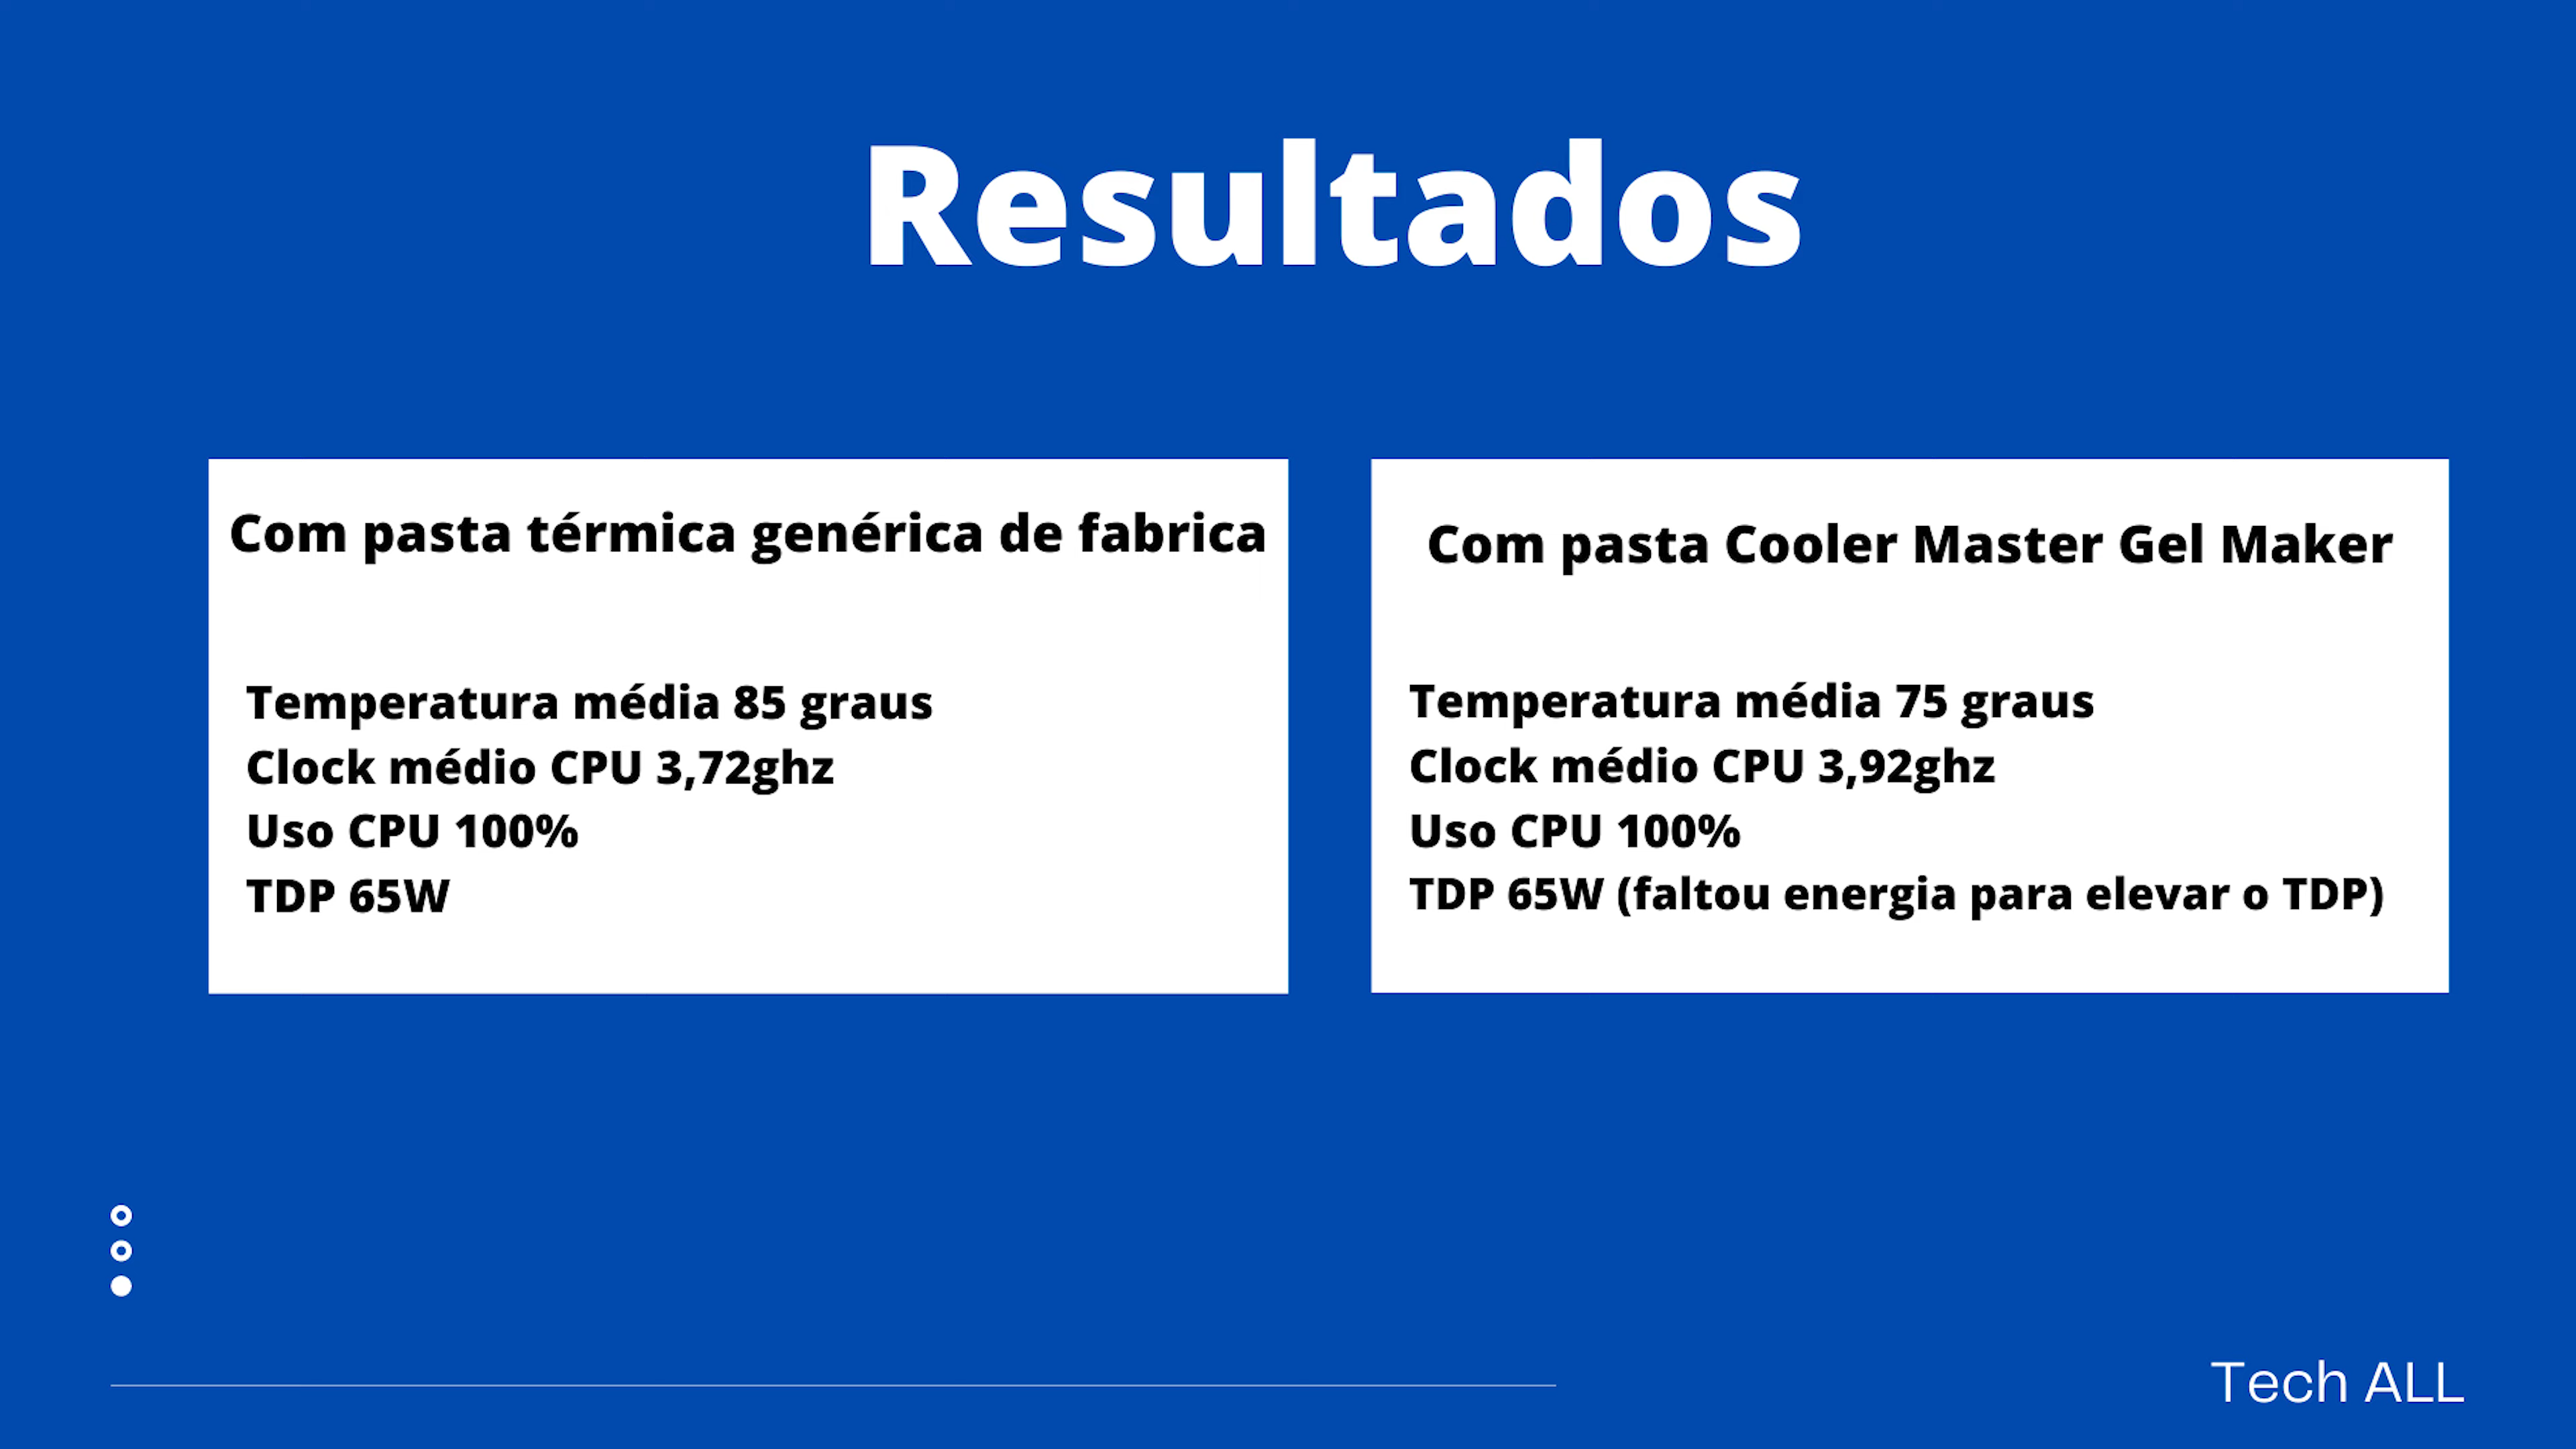 Resultados
Com pasta térmica genérica de fabrica
Temperatura média 85 graus
Clock médio CPU 3,72ghz
Uso CPU 100%
TDP 65W
Com pasta Cooler Master Gel Maker
Temperatura média 75 graus
Clock médio CPU 3,92ghz
Uso CPU 100%
TDP 65W (faltou energia para elevar o TDP)
Tech ALL